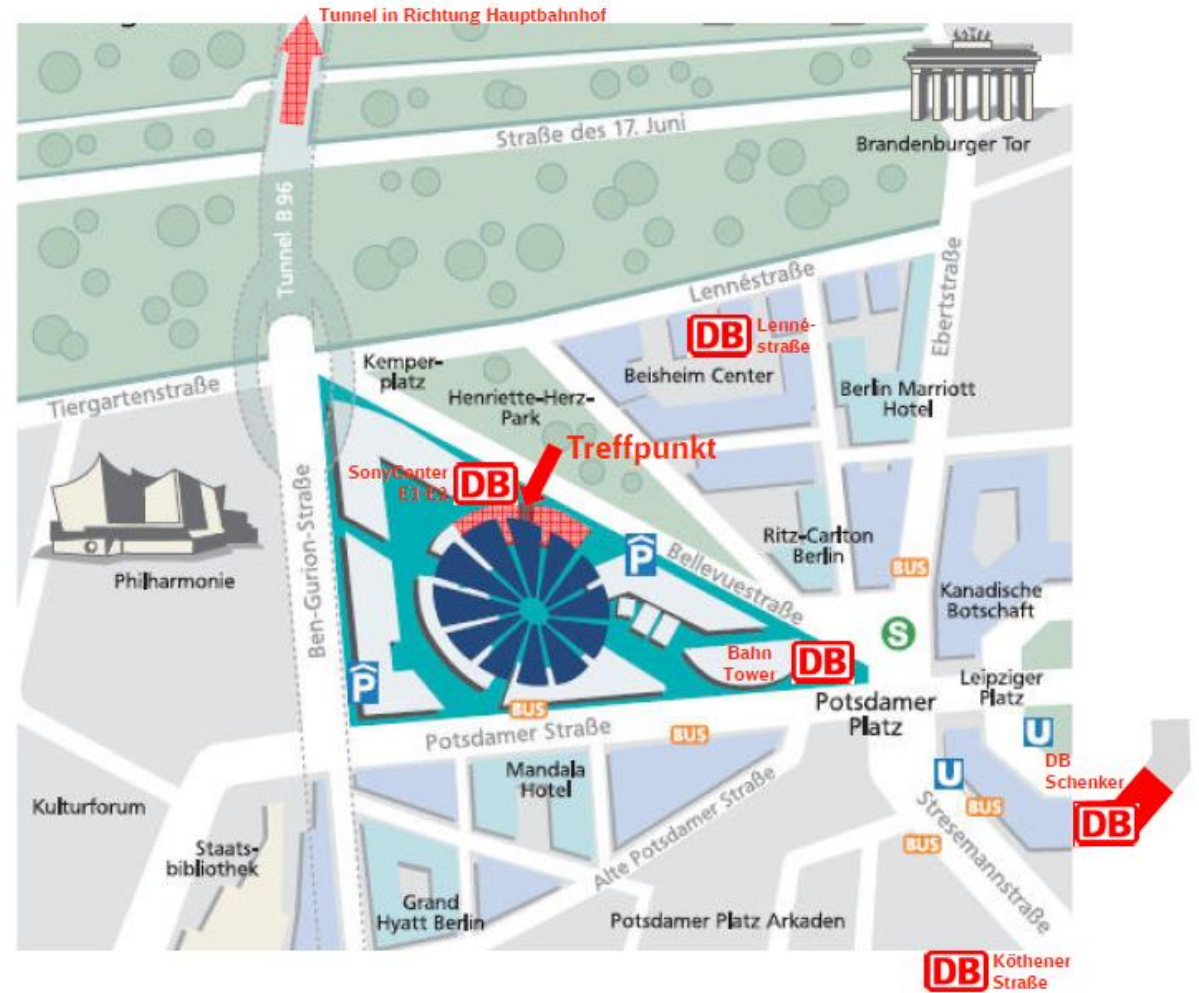 Tunnel in Richtung Hauptbahnhof
Straße des 17. Juni
Brandenburger Tor
Tunnel B 96
Lennéstraße
Ebertstraße
DB
Lenné-
straße
Kemper-
platz
Tiergartenstraße
Henriette-Herz-
Park
Beisheim Center
Berlin Marriott
Hotel
Treffpunkt
SonyCenter
E1-E3
DB
Ben-Gurion-Straße
Philharmonie
P
Bellevuestraße
Ritz-Carlton
Berlin
BUS
Kanadische
Botschaft
S
Bahn
Tower
DB
P
Leipziger
Platz
Potsdamer
Platz
BUS
Potsdamer Straße
BUS
U
DB
Schenker
Mandala
Hotel
U
BUS
DB
Kulturforum
Alte Potsdamer Straße
Stresemannstraße
BUS
Staats-
bibliothek
Grand
Hyatt Berlin
Potsdamer Platz Arkaden
DB
Köthener
Straße